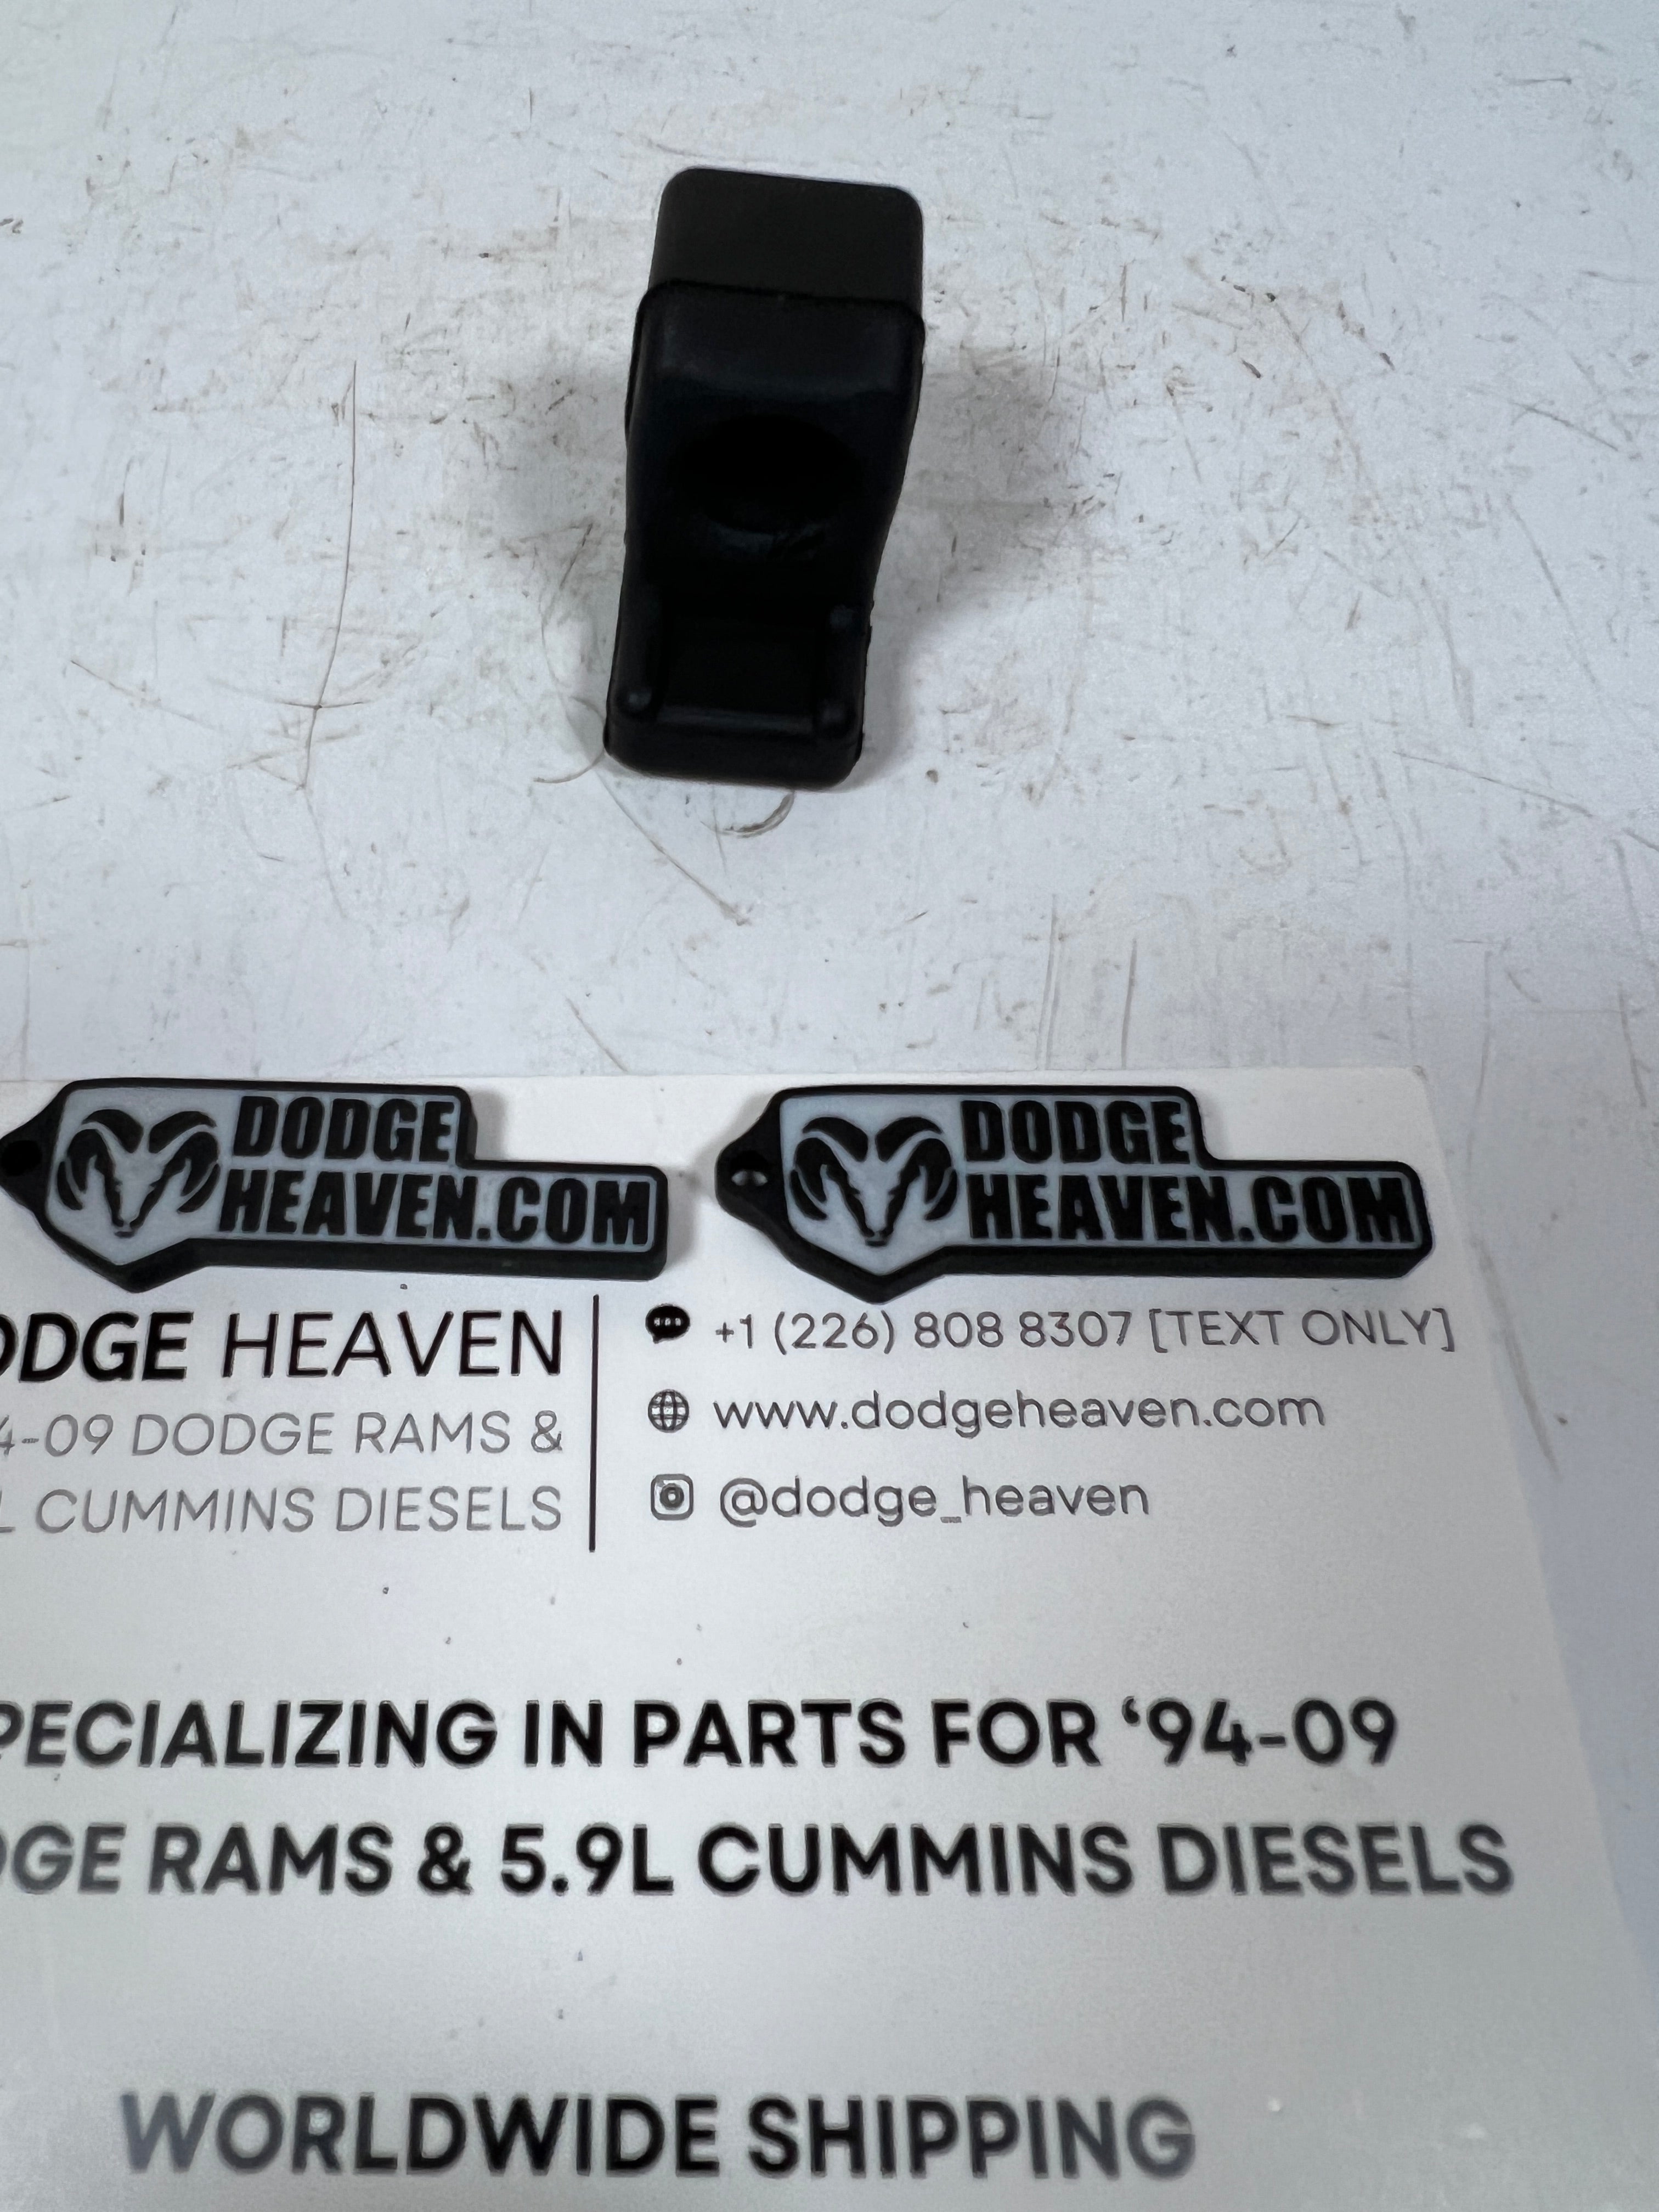 DODGE
HEAVEN.COM
DODGE
HEAVEN.COM
ODGE HEAVEN
4-09 DODGE RAMS &
L CUMMINS DIESELS
+1 (226) 808 8307 [TEXT ONLY]
www.dodgeheaven.com
@dodge_heaven
PECIALIZING IN PARTS FOR ‘94-09
DGE RAMS & 5.9L CUMMINS DIESELS
WORLDWIDE SHIPPING